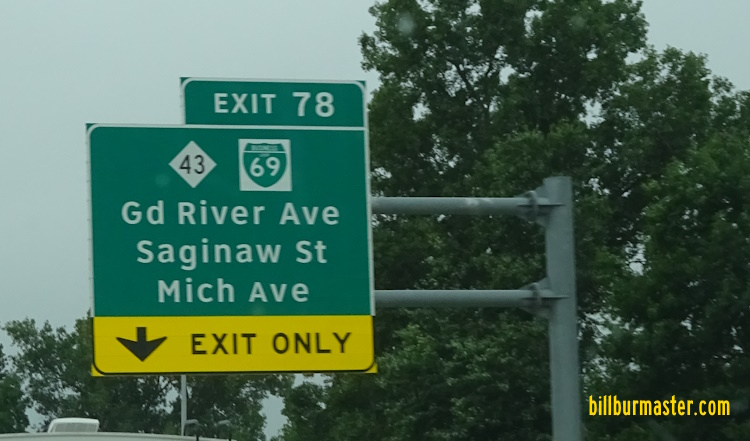 EXIT 78
43
BUSINESS
69
Gd River Ave
Saginaw St
Mich Ave
EXIT ONLY
billburmaster.com